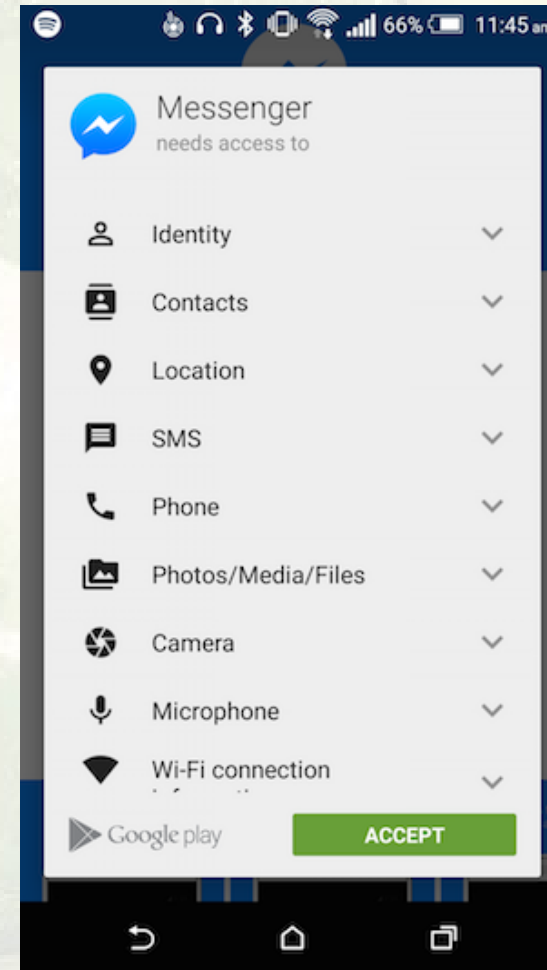 66% 11:45 am
Messenger
needs access to
Identity
Contacts
Location
SMS
Phone
Photos/Media/Files
Camera
Microphone
Wi-Fi connection
Google play
ACCEPT